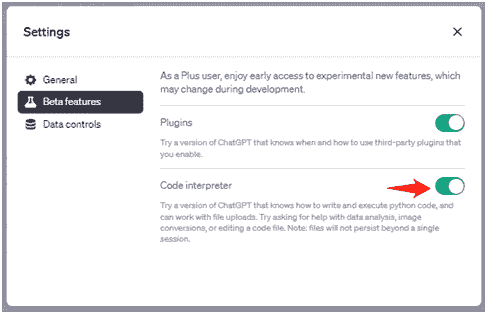 Settings
General
Beta features
Data controls
As a Plus user, enjoy early access to experimental new features, which
may change during development.
Plugins
Try a version of ChatGPT that knows when and how to use third-party plugins that
you enable.
Code interpreter
Try a version of ChatGPT that knows how to write and execute python code, and
can work with file uploads. Try asking for help with data analysis, image
conversions, or editing a code file. Note: files will not persist beyond a single
session.